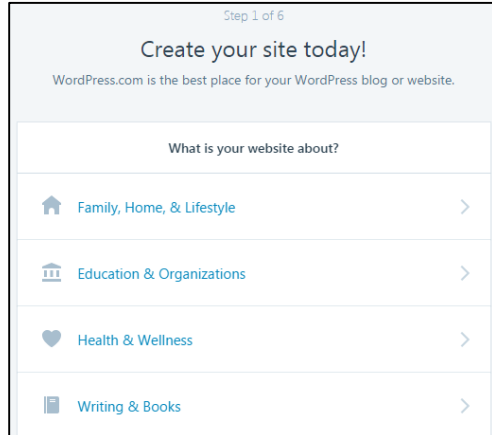 Step 1 of 6
Create your site today!
WordPress.com is the best place for your WordPress blog or website.
What is your website about?
Family, Home, & Lifestyle
Education & Organizations
Health & Wellness
Writing & Books